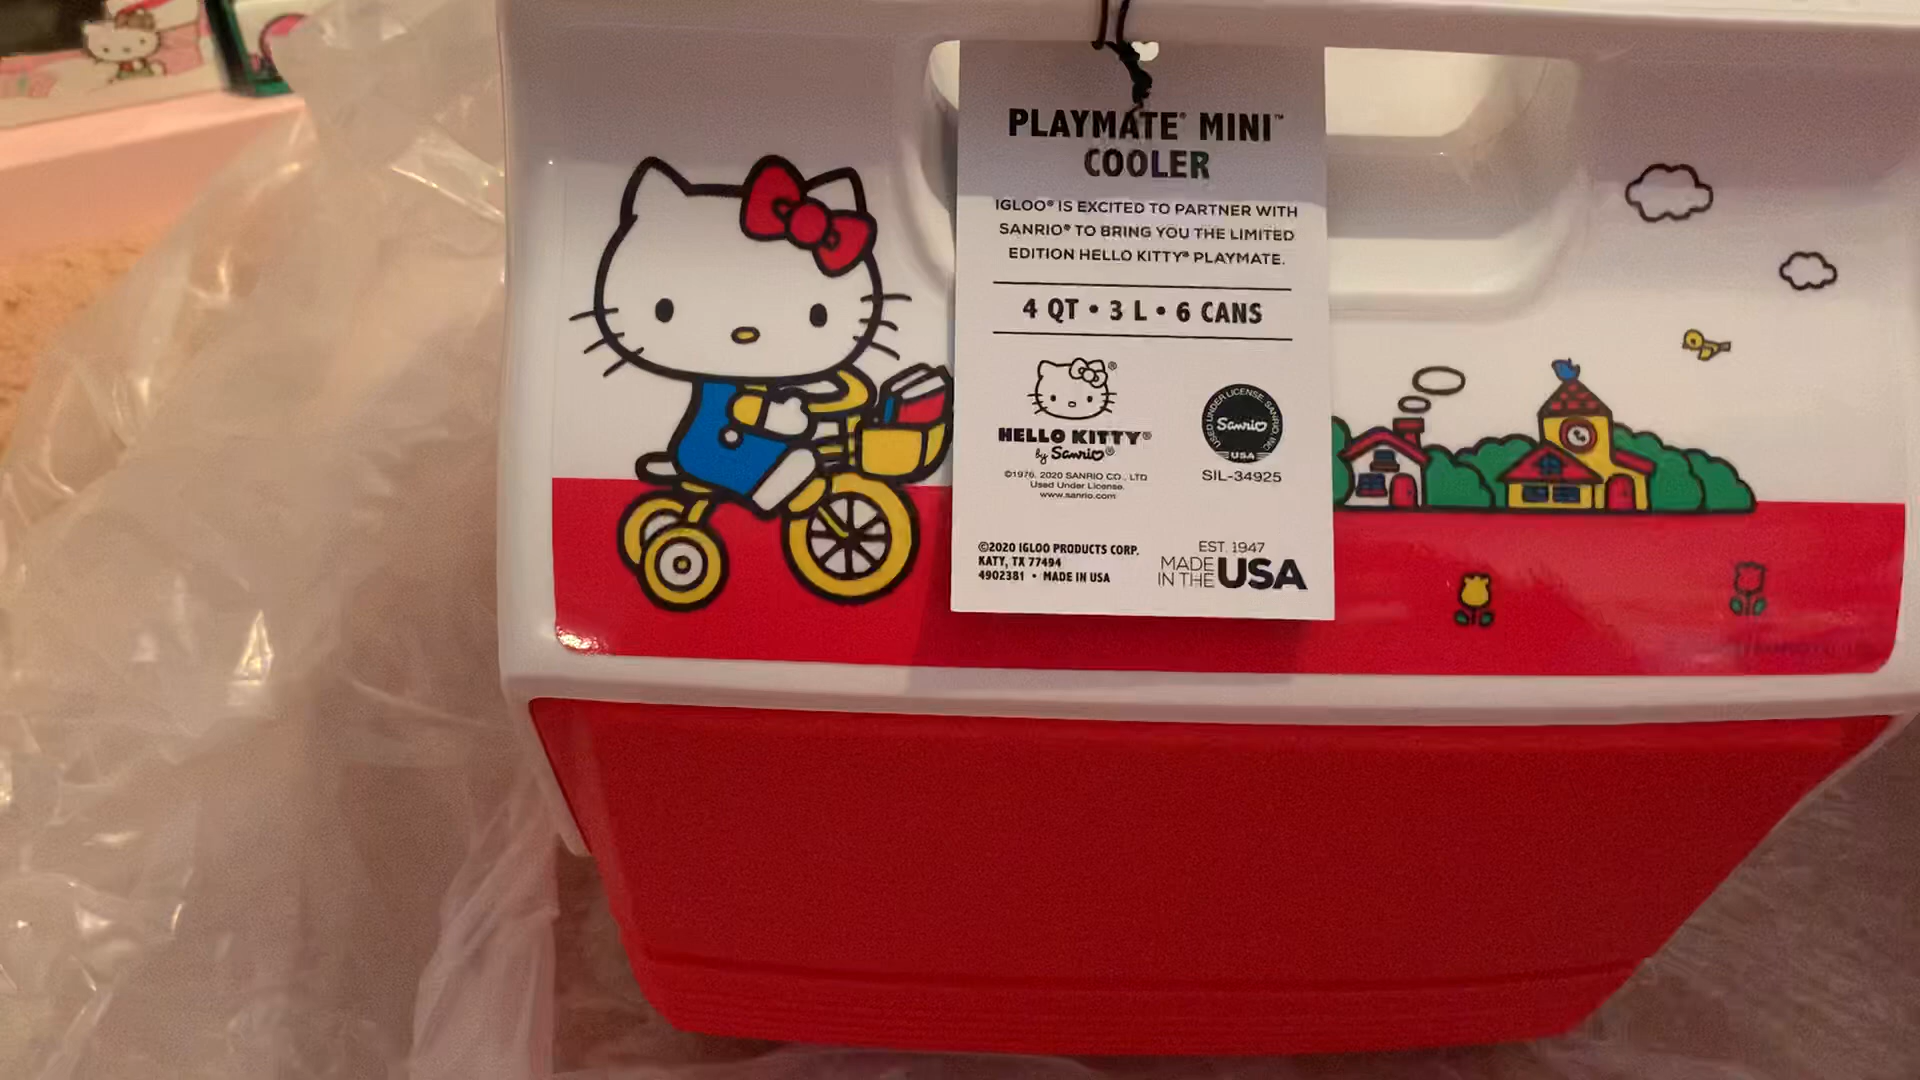 PLAYMATE® MINI™
COOLER
IGLOO® IS EXCITED TO PARTNER WITH
SANRIO® TO BRING YOU THE LIMITED
EDITION HELLO KITTY® PLAYMATE.
4 QT • 3 L • 6 CANS
HELLO KITTY®
by Sanrio®
©1976, 2020 SANRIO CO., LTD
Used Under License.
www.sanrio.com
USED UNDER LICENSE, SANRIO, INC
Sanrio
USA
SIL-34925
©2020 IGLOO PRODUCTS CORP.
KATY, TX 77494
4902381 • MADE IN USA
EST. 1947
MADE
IN THE USA